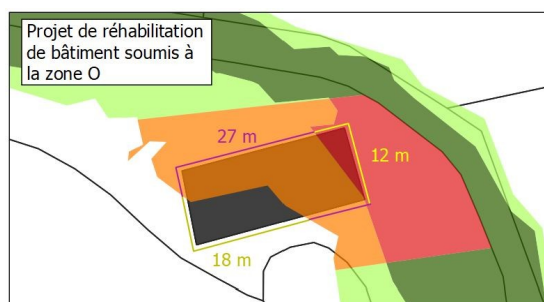 Projet de réhabilitation
de bâtiment soumis à
la zone O
27 m
12 m
18 m